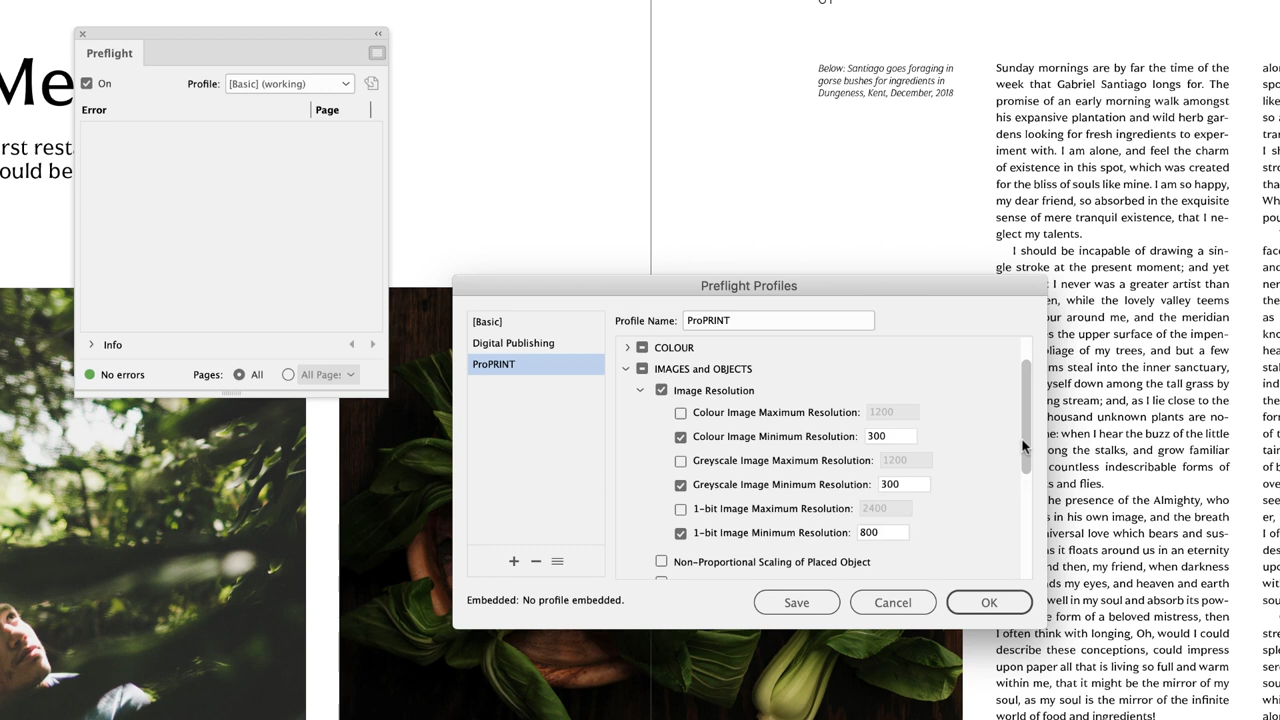 Me
rst rest
ould be
Preflight
On
Profile:
[Basic] (working)
Error
Page
Info
No errors
Pages:
All
All Pages
Below: Santiago goes foraging in
gorse bushes for ingredients in
Dungeness, Kent, December, 2018
Preflight Profiles
[Basic]
Digital Publishing
ProPRINT
Profile Name:
ProPRINT
COLOUR
IMAGES and OBJECTS
Image Resolution
Colour Image Maximum Resolution: 1200
Colour Image Minimum Resolution: 300
Greyscale Image Maximum Resolution: 1200
Greyscale Image Minimum Resolution: 300
1-bit Image Maximum Resolution: 2400
1-bit Image Minimum Resolution: 800
Non-Proportional Scaling of Placed Object
Embedded: No profile embedded.
Save
Cancel
OK
Sunday mornings are by far the time of the
week that Gabriel Santiago longs for. The
promise of an early morning walk amongst
his expansive plantation and wild herb gar-
dens looking for fresh ingredients to exper-
iment with. I am alone, and feel the charm
of existence in this spot, which was created
for the bliss of souls like mine. I am so happy,
my dear friend, so absorbed in the exquisite
sense of mere tranquil existence, that I ne-
glect my talents.
I should be incapable of drawing a sin-
gle stroke at the present moment; and yet
I never was a greater artist than
en, while the lovely valley teems
our around me, and the meridian
s the upper surface of the impen-
liage of my trees, and but a few
ms steal into the inner sanctuary,
yself down among the tall grass by
ng stream; and, as I lie close to the
housand unknown plants are no-
e: when I hear the buzz of the little
ong the stalks, and grow familiar
countless indescribable forms of
s and flies.
he presence of the Almighty, who
s in his own image, and the breath
iversal love which bears and sus-
s it floats around us in an eternity
nd then, my friend, when darkness
ds my eyes, and heaven and earth
well in my soul and absorb its pow-
e form of a beloved mistress, then
I often think with longing, Oh, would I could
describe these conceptions, could impress
upon paper all that is living so full and warm
within me, that it might be the mirror of my
soul, as my soul is the mirror of the infinite
world of food and ingredients!